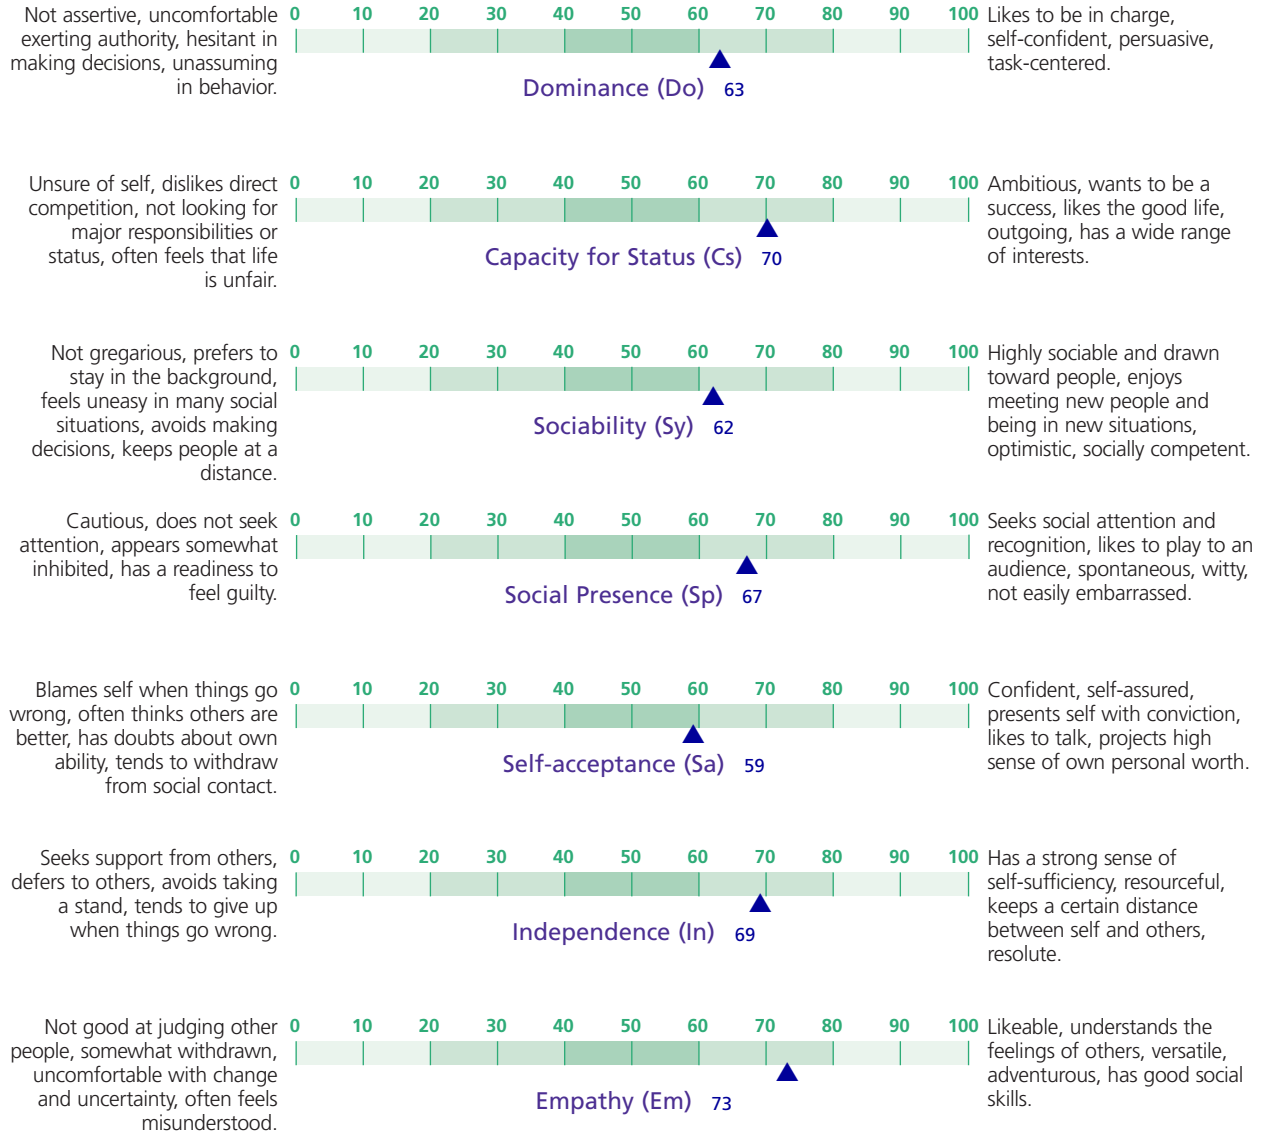 Not assertive, uncomfortable
exerting authority, hesitant in
making decisions, unassuming
in behavior.
0 10 20 30 40 50 60 70 80 90 100
Dominance (Do) 63
Likes to be in charge,
self-confident, persuasive,
task-centered.
Unsure of self, dislikes direct
competition, not looking for
major responsibilities or
status, often feels that life
is unfair.
0 10 20 30 40 50 60 70 80 90 100
Capacity for Status (Cs) 70
Ambitious, wants to be a
success, likes the good life,
outgoing, has a wide range
of interests.
Not gregarious, prefers to
stay in the background,
feels uneasy in many social
situations, avoids making
decisions, keeps people at a
distance.
0 10 20 30 40 50 60 70 80 90 100
Sociability (Sy) 62
Highly sociable and drawn
toward people, enjoys
meeting new people and
being in new situations,
optimistic, socially competent.
Cautious, does not seek
attention, appears somewhat
inhibited, has a readiness to
feel guilty.
0 10 20 30 40 50 60 70 80 90 100
Social Presence (Sp) 67
Seeks social attention and
recognition, likes to play to an
audience, spontaneous, witty,
not easily embarrassed.
Blames self when things go
wrong, often thinks others are
better, has doubts about own
ability, tends to withdraw
from social contact.
0 10 20 30 40 50 60 70 80 90 100
Self-acceptance (Sa) 59
Confident, self-assured,
presents self with conviction,
likes to talk, projects high
sense of own personal worth.
Seeks support from others,
defers to others, avoids taking
a stand, tends to give up
when things go wrong.
0 10 20 30 40 50 60 70 80 90 100
Independence (In) 69
Has a strong sense of
self-sufficiency, resourceful,
keeps a certain distance
between self and others,
resolute.
Not good at judging other
people, somewhat withdrawn,
uncomfortable with change
and uncertainty, often feels
misunderstood.
0 10 20 30 40 50 60 70 80 90 100
Empathy (Em) 73
Likeable, understands the
feelings of others, versatile,
adventurous, has good social
skills.